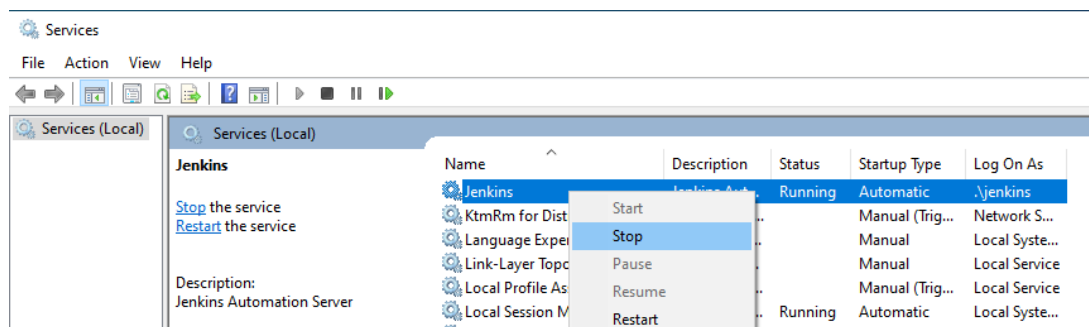 Services
File Action View Help
Services (Local)
Services (Local)
Jenkins
Stop the service
Restart the service
Description:
Jenkins Automation Server
Name Description Status Startup Type Log On As
Jenkins Running Automatic .\jenkins
KtmRm for Dist Manual (Trig... Network S...
Language Exper Manual Local Syste...
Link-Layer Topo Manual Local Service
Local Profile As Manual (Trig... Local Service
Local Session M Running Automatic Local Syste...
Start
Stop
Pause
Resume
Restart